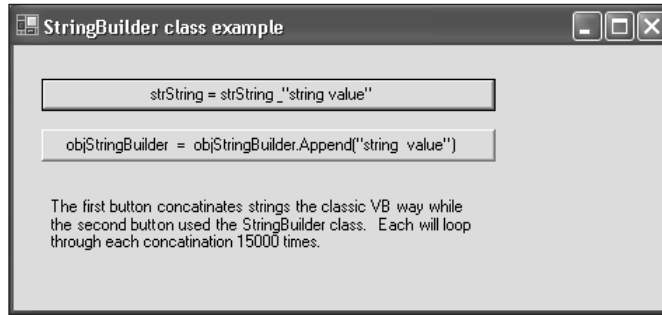 StringBuilder class example
strString = strString _"string value"
objStringBuilder = objStringBuilder.Append("string value")
The first button concatinates strings the classic VB way while
the second button used the StringBuilder class. Each will loop
through each concatination 15000 times.